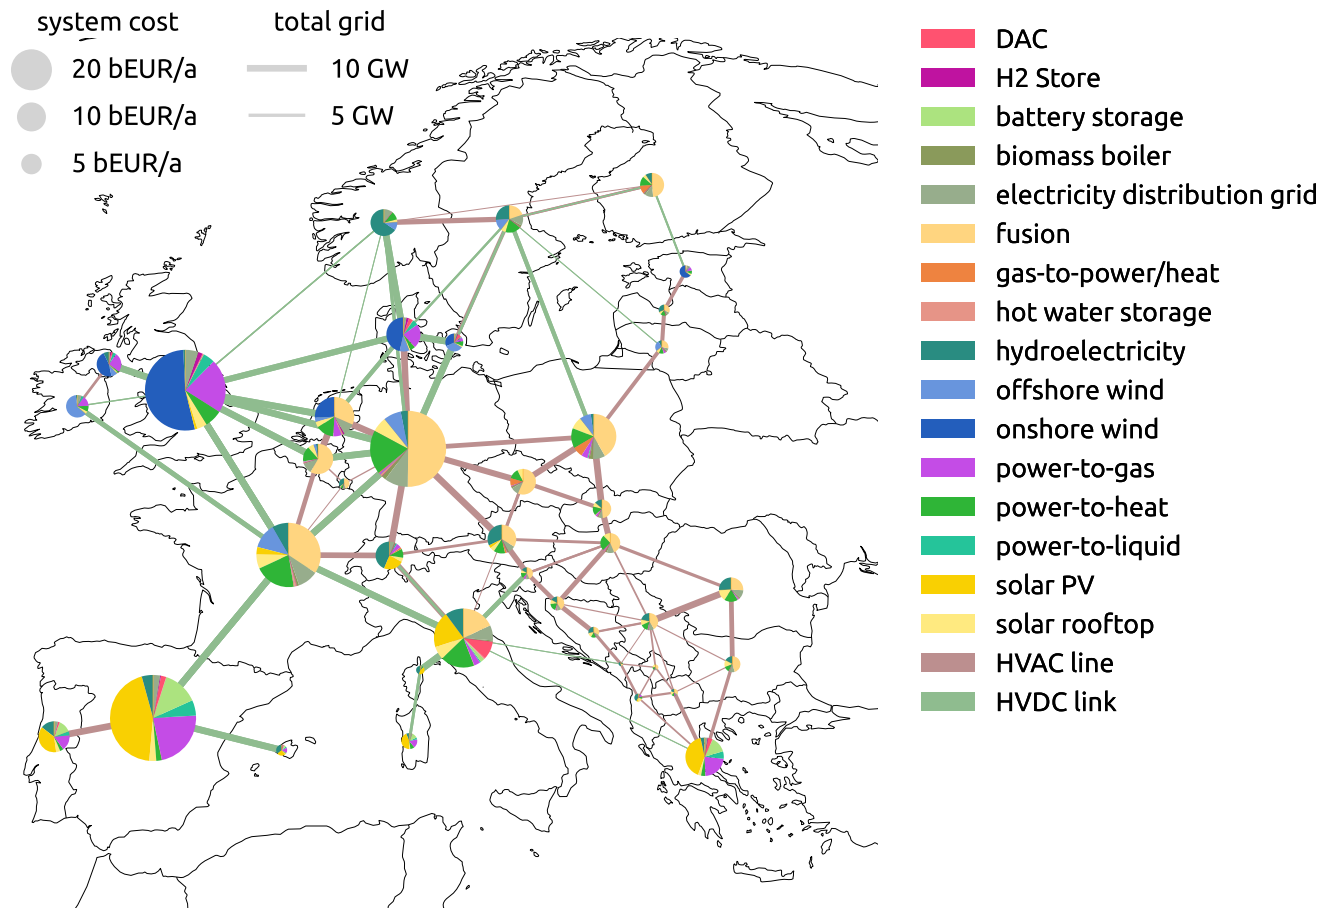 system cost
20 bEUR/a
10 bEUR/a
5 bEUR/a
total grid
10 GW
5 GW
DAC
H2 Store
battery storage
biomass boiler
electricity distribution grid
fusion
gas-to-power/heat
hot water storage
hydroelectricity
offshore wind
onshore wind
power-to-gas
power-to-heat
power-to-liquid
solar PV
solar rooftop
HVAC line
HVDC link